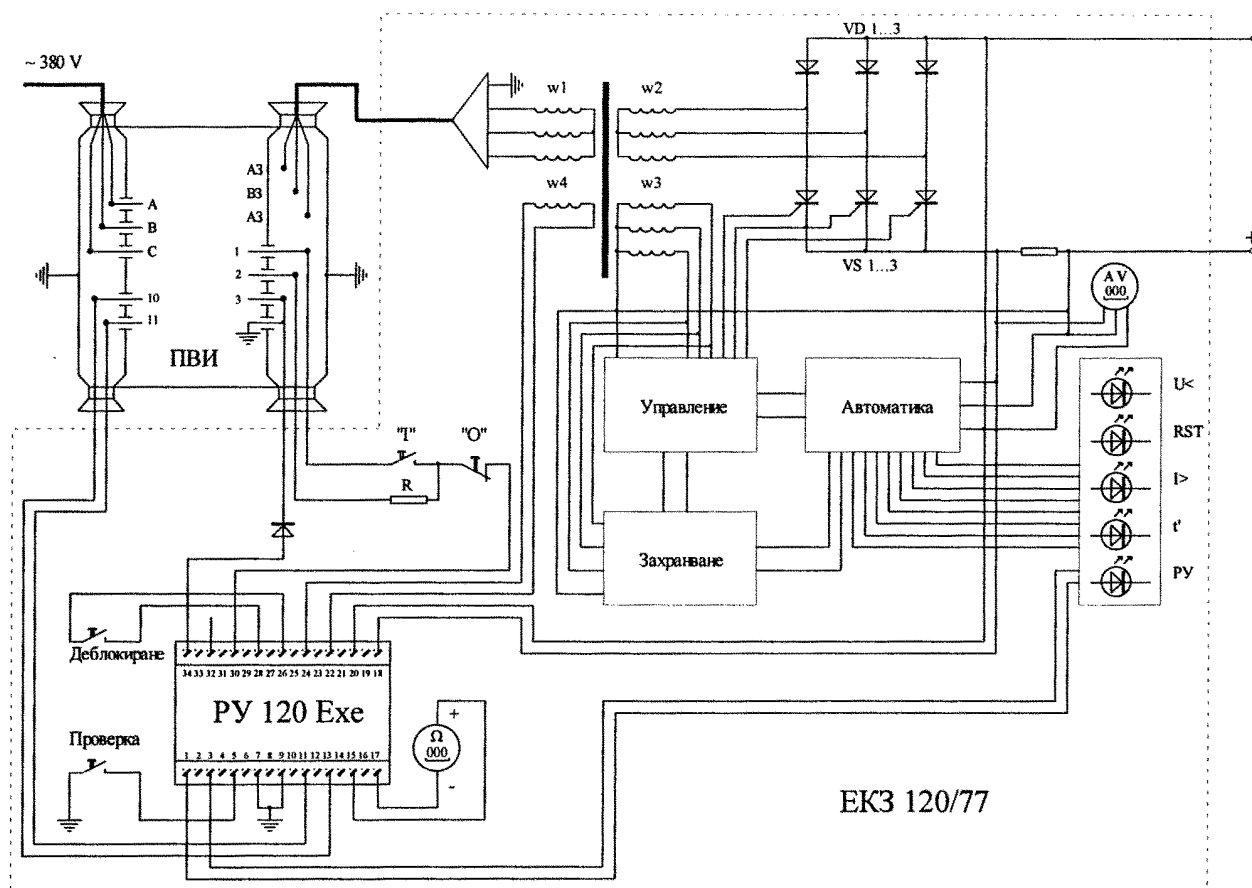 ~ 380 V
VD 1...3
w1
w2
A3
B3
A3
w4
w3
A
B
C
1
2
3
10
11
ПВИ
VS 1...3
+
A V
000
Управление
Автоматика
U<
RST
I>
t'
РУ
"I"
"O"
R
Захранване
Деблокиране
34 33 32 31 30 29 28 27 26 25 24 23 22 21 20 19 18
РУ 120 Exe
Проверка
1 2 3 4 5 6 7 8 9 10 11 12 13 14 15 16 17
+
Ω
000
-
ЕКЗ 120/77